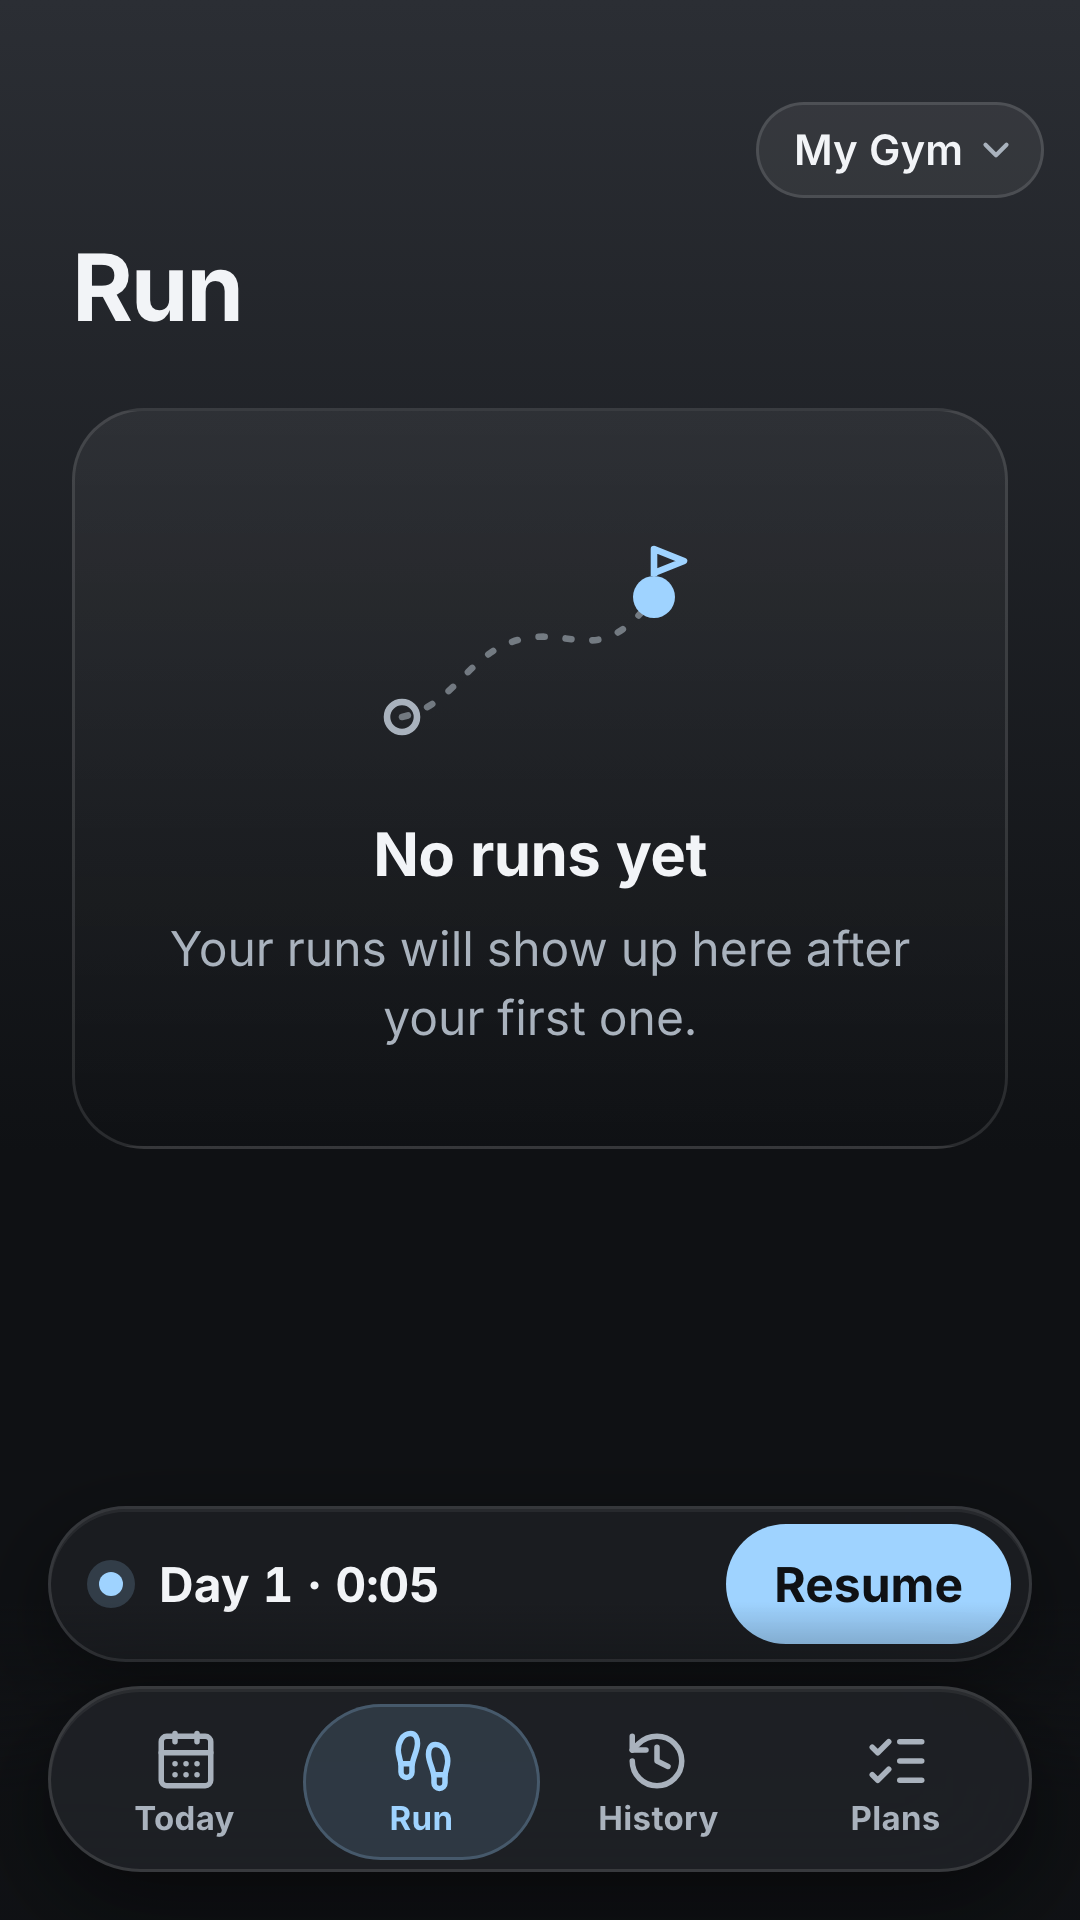 My Gym
Run
No runs yet
Your runs will show up here after
your first one.
Day 1 · 0:05
Resume
Today
Run
History
Plans